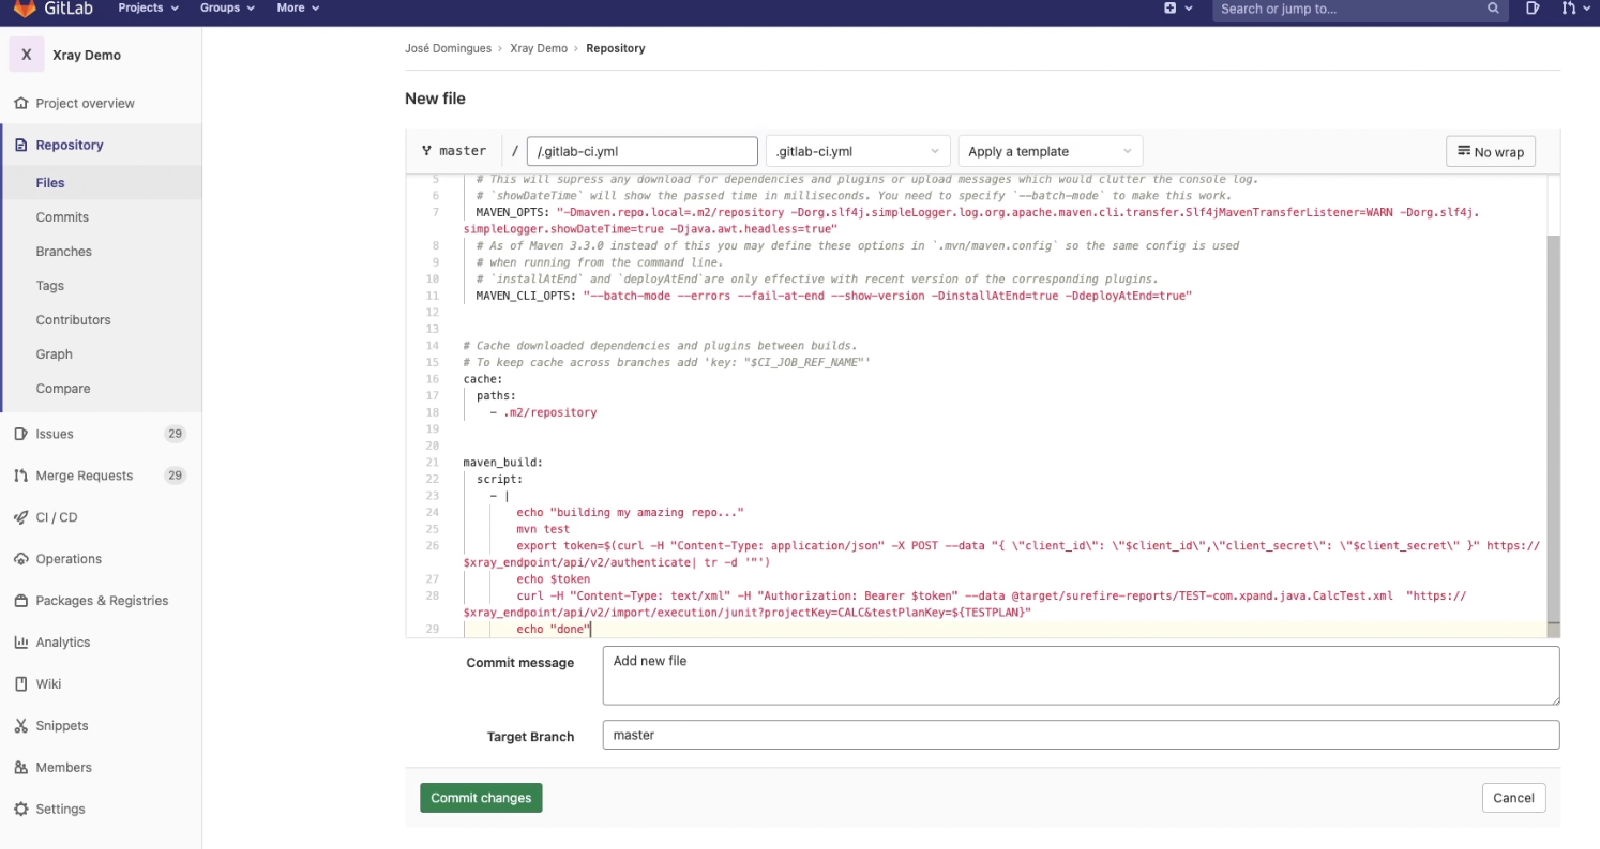 GitLab Projects Groups More Search or jump to...
X Xray Demo
Project overview
Repository
Files
Commits
Branches
Tags
Contributors
Graph
Compare
Issues 29
Merge Requests 29
CI / CD
Operations
Packages & Registries
Analytics
Wiki
Snippets
Members
Settings
José Domingues › Xray Demo › Repository
New file
master / /.gitlab-ci.yml .gitlab-ci.yml Apply a template No wrap
5 # This will supress any download for dependencies and plugins or upload messages which would clutter the console log.
6 # `showDateTime` will show the passed time in milliseconds. You need to specify `--batch-mode` to make this work.
7 MAVEN_OPTS: "-Dmaven.repo.local=.m2/repository -Dorg.slf4j.simpleLogger.log.org.apache.maven.cli.transfer.Slf4jMavenTransferListener=WARN -Dorg.slf4j.
simpleLogger.showDateTime=true -Djava.awt.headless=true"
8 # As of Maven 3.3.0 instead of this you may define these options in `.mvn/maven.config` so the same config is used
9 # when running from the command line.
10 # `installAtEnd` and `deployAtEnd`are only effective with recent version of the corresponding plugins.
11 MAVEN_CLI_OPTS: "--batch-mode --errors --fail-at-end --show-version -DinstallAtEnd=true -DdeployAtEnd=true"
12
13
14 # Cache downloaded dependencies and plugins between builds.
15 # To keep cache across branches add 'key: "$CI_JOB_REF_NAME"'
16 cache:
17 paths:
18 - .m2/repository
19
20
21 maven_build:
22 script:
23 - |
24 echo "building my amazing repo..."
25 mvn test
26 export token=$(curl -H "Content-Type: application/json" -X POST --data "{ \"client_id\": \"$client_id\",\"client_secret\": \"$client_secret\" }" https://
$xray_endpoint/api/v2/authenticate| tr -d '"')
27 echo $token
28 curl -H "Content-Type: text/xml" -H "Authorization: Bearer $token" --data @target/surefire-reports/TEST-com.xpand.java.CalcTest.xml "https://
$xray_endpoint/api/v2/import/execution/junit?projectKey=CALC&testPlanKey=${TESTPLAN}"
29 echo "done"
Commit message Add new file
Target Branch master
Commit changes Cancel